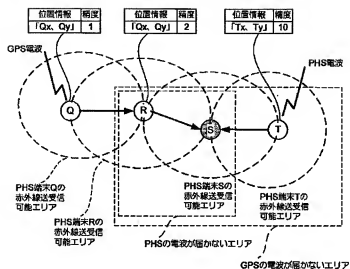 位置情報 精度
「Qx、Qy」 1
位置情報 精度
「Qx、Qy」 2
位置情報 精度
「Tx、Ty」 10
GPS電波
PHS電波
Q
R
S
T
PHS端末Qの
赤外線送受信
可能エリア
PHS端末Rの
赤外線送受信
可能エリア
PHS端末Sの
赤外線送受信
可能エリア
PHS端末Tの
赤外線送受信
可能エリア
PHSの電波が届かないエリア
GPSの電波が届かないエリア